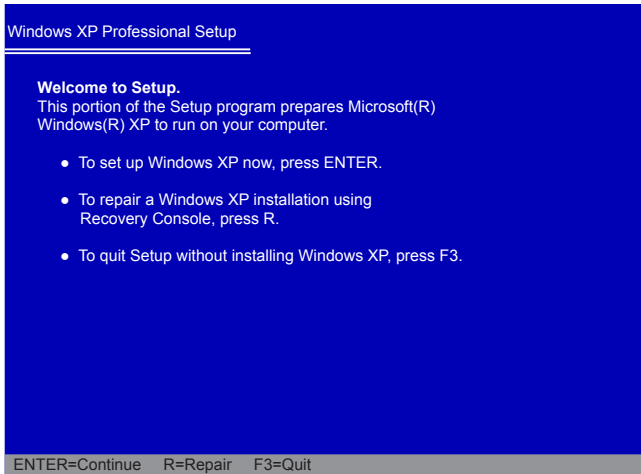 Windows XP Professional Setup
Welcome to Setup.
This portion of the Setup program prepares Microsoft(R)
Windows(R) XP to run on your computer.
● To set up Windows XP now, press ENTER.
● To repair a Windows XP installation using
Recovery Console, press R.
● To quit Setup without installing Windows XP, press F3.
ENTER=Continue R=Repair F3=Quit